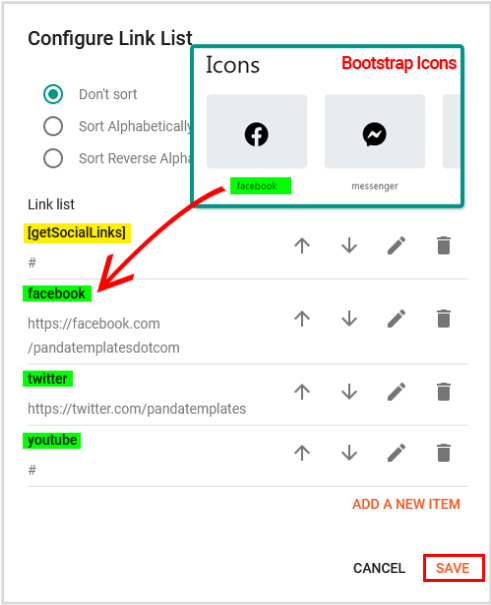 Configure Link List
Icons
Bootstrap Icons
Don't sort
Sort Alphabetically
Sort Reverse Alpha
facebook
messenger
Link list
[getSocialLinks]
#
facebook
https://facebook.com
/pandatemplatesdotcom
twitter
https://twitter.com/pandatemplates
youtube
#
ADD A NEW ITEM
CANCEL
SAVE